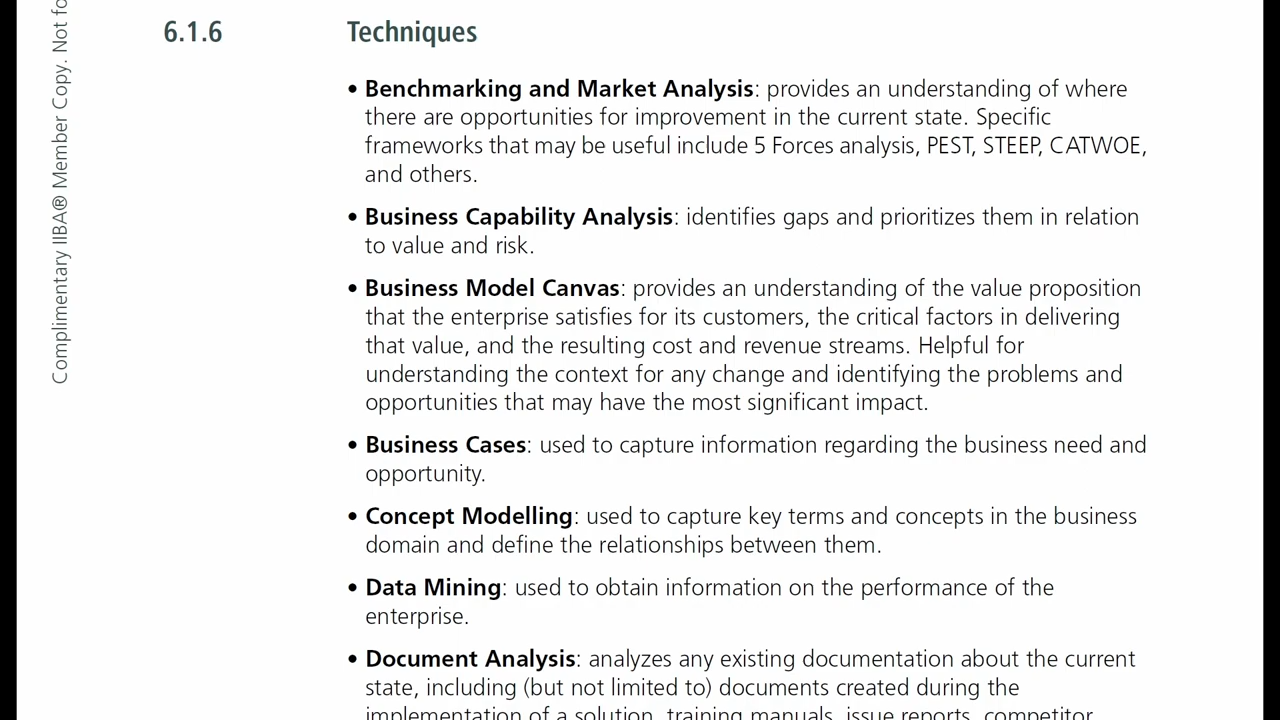 Complimentary IIBA® Member Copy. Not fo
6.1.6 Techniques
• Benchmarking and Market Analysis: provides an understanding of where
there are opportunities for improvement in the current state. Specific
frameworks that may be useful include 5 Forces analysis, PEST, STEEP, CATWOE,
and others.
• Business Capability Analysis: identifies gaps and prioritizes them in relation
to value and risk.
• Business Model Canvas: provides an understanding of the value proposition
that the enterprise satisfies for its customers, the critical factors in delivering
that value, and the resulting cost and revenue streams. Helpful for
understanding the context for any change and identifying the problems and
opportunities that may have the most significant impact.
• Business Cases: used to capture information regarding the business need and
opportunity.
• Concept Modelling: used to capture key terms and concepts in the business
domain and define the relationships between them.
• Data Mining: used to obtain information on the performance of the
enterprise.
• Document Analysis: analyzes any existing documentation about the current
state, including (but not limited to) documents created during the
implementation of a solution, training manuals, issue reports, competitor